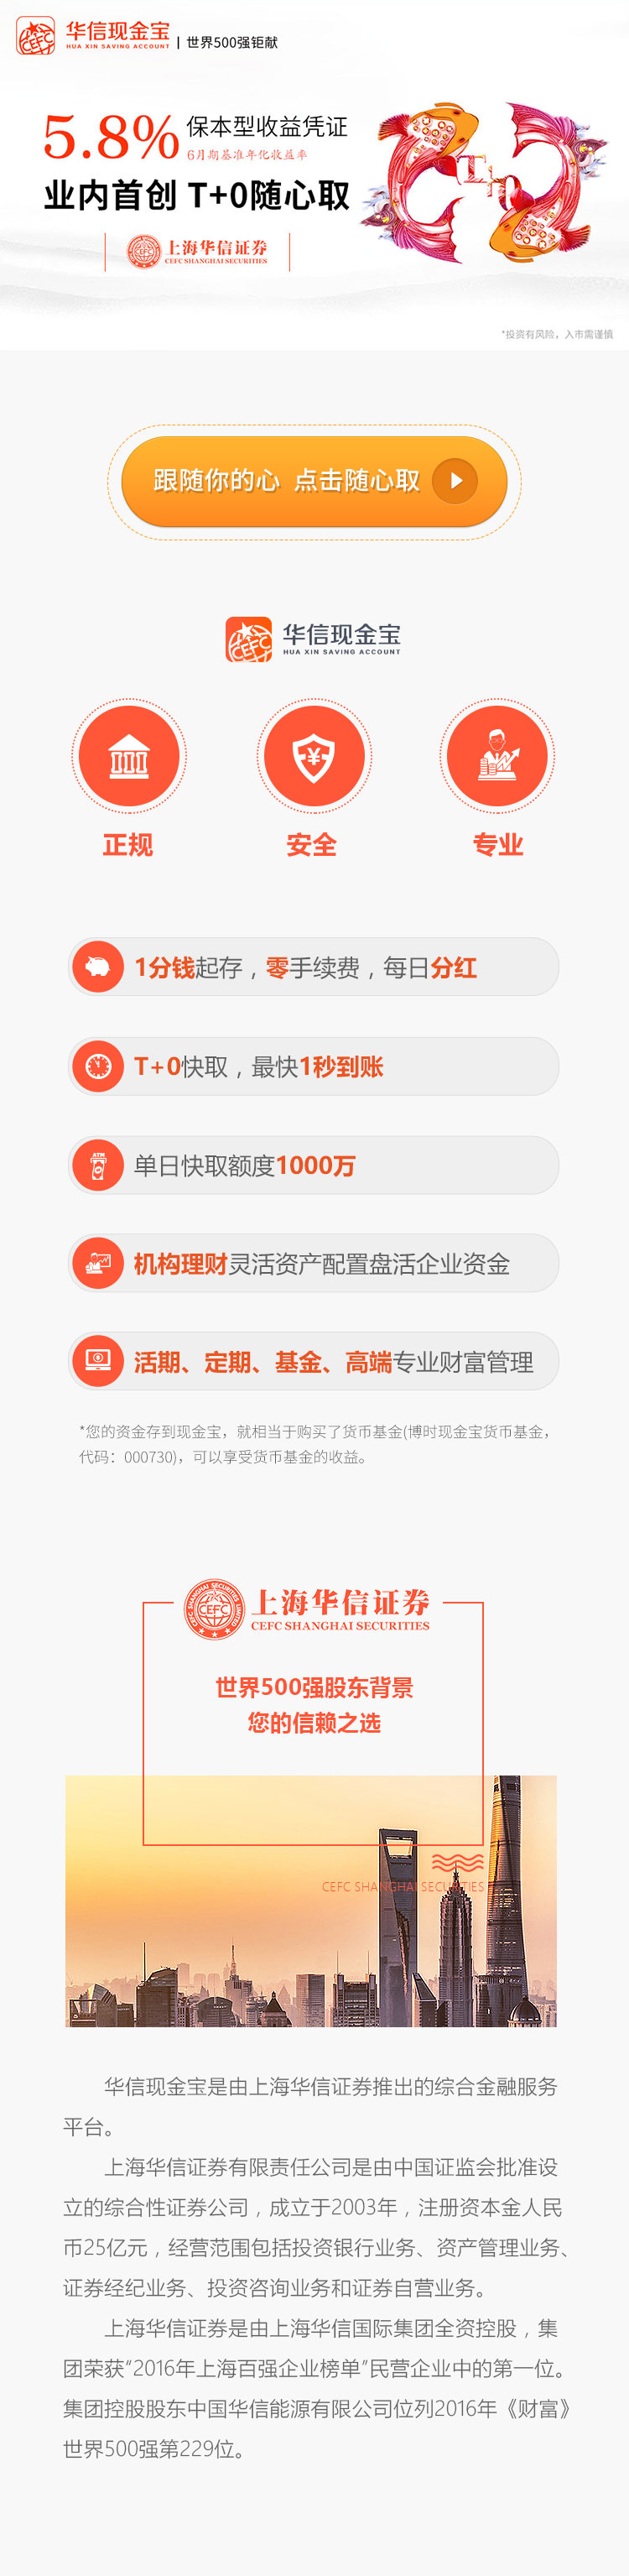 华信现金宝
HUA XIN SAVING ACCOUNT
世界500强钜献
5.8% 保本型收益凭证
6月期基准年化收益率
业内首创 T+0随心取
T+0
上海华信证券
CEFC SHANGHAI SECURITIES
*投资有风险，入市需谨慎
跟随你的心 点击随心取
CEFC
华信现金宝
HUA XIN SAVING ACCOUNT
正规
安全
专业
1分钱起存，零手续费，每日分红
T+0快取，最快1秒到账
ATM
单日快取额度1000万
机构理财灵活资产配置盘活企业资金
活期、定期、基金、高端专业财富管理
*您的资金存到现金宝，就相当于购买了货币基金(博时现金宝货币基金，
代码：000730)，可以享受货币基金的收益。
CEFC
上海华信证券
CEFC SHANGHAI SECURITIES
世界500强股东背景
您的信赖之选
CEFC SHANGHAI SECURITIES
华信现金宝是由上海华信证券推出的综合金融服务
平台。
上海华信证券有限责任公司是由中国证监会批准设
立的综合性证券公司，成立于2003年，注册资本金人民
币25亿元，经营范围包括投资银行业务、资产管理业务、
证券经纪业务、投资咨询业务和证券自营业务。
上海华信证券是由上海华信国际集团全资控股，集
团荣获“2016年上海百强企业榜单”民营企业中的第一位。
集团控股股东中国华信能源有限公司位列2016年《财富》
世界500强第229位。